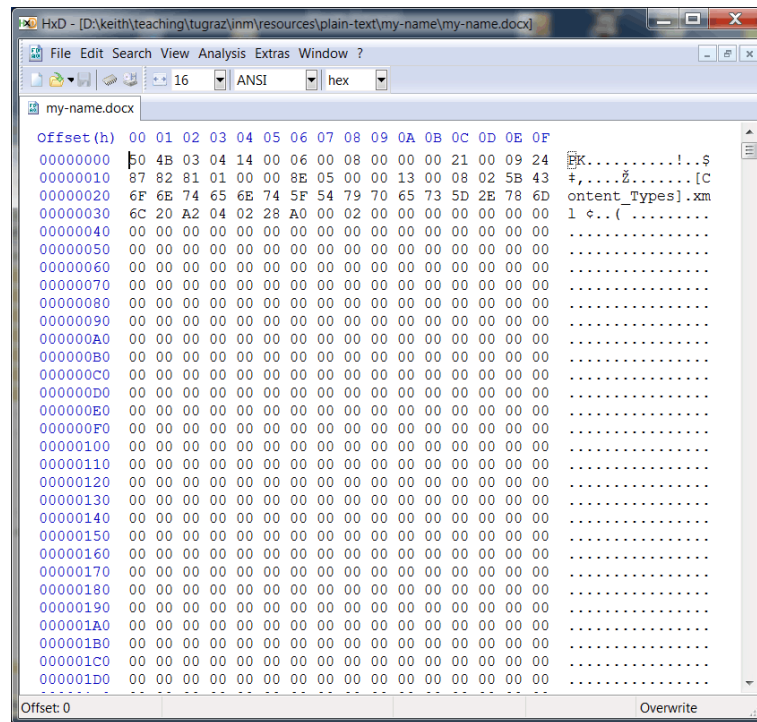 HxD - [D:\keith\teaching\tugraz\inm\resources\plain-text\my-name\my-name.docx]
File Edit Search View Analysis Extras Window ?
16 ANSI hex
my-name.docx
Offset(h) 00 01 02 03 04 05 06 07 08 09 0A 0B 0C 0D 0E 0F
00000000 50 4B 03 04 14 00 06 00 08 00 00 00 21 00 09 24 PK..........!..$
00000010 87 82 81 01 00 00 8E 05 00 00 13 00 08 02 5B 43 ‡‚....Ž.......[C
00000020 6F 6E 74 65 6E 74 5F 54 79 70 65 73 5D 2E 78 6D ontent_Types].xm
00000030 6C 20 A2 04 02 28 A0 00 02 00 00 00 00 00 00 00 l ¢..( .........
00000040 00 00 00 00 00 00 00 00 00 00 00 00 00 00 00 00 ................
00000050 00 00 00 00 00 00 00 00 00 00 00 00 00 00 00 00 ................
00000060 00 00 00 00 00 00 00 00 00 00 00 00 00 00 00 00 ................
00000070 00 00 00 00 00 00 00 00 00 00 00 00 00 00 00 00 ................
00000080 00 00 00 00 00 00 00 00 00 00 00 00 00 00 00 00 ................
00000090 00 00 00 00 00 00 00 00 00 00 00 00 00 00 00 00 ................
000000A0 00 00 00 00 00 00 00 00 00 00 00 00 00 00 00 00 ................
000000B0 00 00 00 00 00 00 00 00 00 00 00 00 00 00 00 00 ................
000000C0 00 00 00 00 00 00 00 00 00 00 00 00 00 00 00 00 ................
000000D0 00 00 00 00 00 00 00 00 00 00 00 00 00 00 00 00 ................
000000E0 00 00 00 00 00 00 00 00 00 00 00 00 00 00 00 00 ................
000000F0 00 00 00 00 00 00 00 00 00 00 00 00 00 00 00 00 ................
00000100 00 00 00 00 00 00 00 00 00 00 00 00 00 00 00 00 ................
00000110 00 00 00 00 00 00 00 00 00 00 00 00 00 00 00 00 ................
00000120 00 00 00 00 00 00 00 00 00 00 00 00 00 00 00 00 ................
00000130 00 00 00 00 00 00 00 00 00 00 00 00 00 00 00 00 ................
00000140 00 00 00 00 00 00 00 00 00 00 00 00 00 00 00 00 ................
00000150 00 00 00 00 00 00 00 00 00 00 00 00 00 00 00 00 ................
00000160 00 00 00 00 00 00 00 00 00 00 00 00 00 00 00 00 ................
00000170 00 00 00 00 00 00 00 00 00 00 00 00 00 00 00 00 ................
00000180 00 00 00 00 00 00 00 00 00 00 00 00 00 00 00 00 ................
00000190 00 00 00 00 00 00 00 00 00 00 00 00 00 00 00 00 ................
000001A0 00 00 00 00 00 00 00 00 00 00 00 00 00 00 00 00 ................
000001B0 00 00 00 00 00 00 00 00 00 00 00 00 00 00 00 00 ................
000001C0 00 00 00 00 00 00 00 00 00 00 00 00 00 00 00 00 ................
000001D0 00 00 00 00 00 00 00 00 00 00 00 00 00 00 00 00 ................
Offset: 0 Overwrite